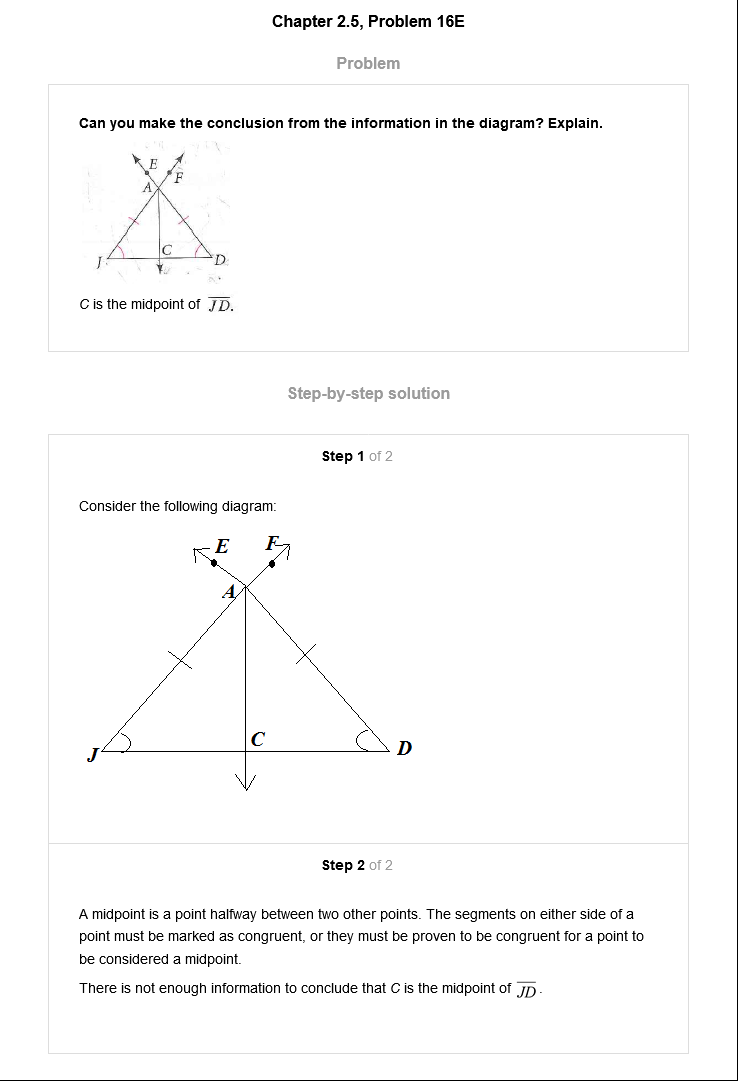 Chapter 2.5, Problem 16E
Problem
Can you make the conclusion from the information in the diagram? Explain.
E
F
A
C
J
D
C is the midpoint of JD.
Step-by-step solution
Step 1 of 2
Consider the following diagram:
E F
A
C
J
D
Step 2 of 2
A midpoint is a point halfway between two other points. The segments on either side of a
point must be marked as congruent, or they must be proven to be congruent for a point to
be considered a midpoint.
There is not enough information to conclude that C is the midpoint of JD.